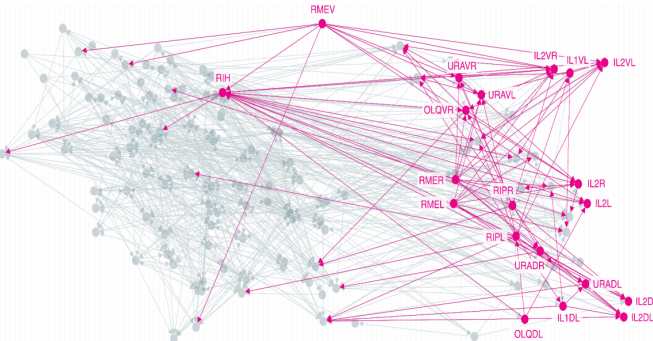 RMEV
IL2VR
IL1VL
IL2VL
URAVR
RIH
URAVL
OLQVR
RMER
RIPR
IL2R
RMEL
IL2L
RIPL
URADR
URADL
IL2D
IL1DL
IL2DL
OLQDL